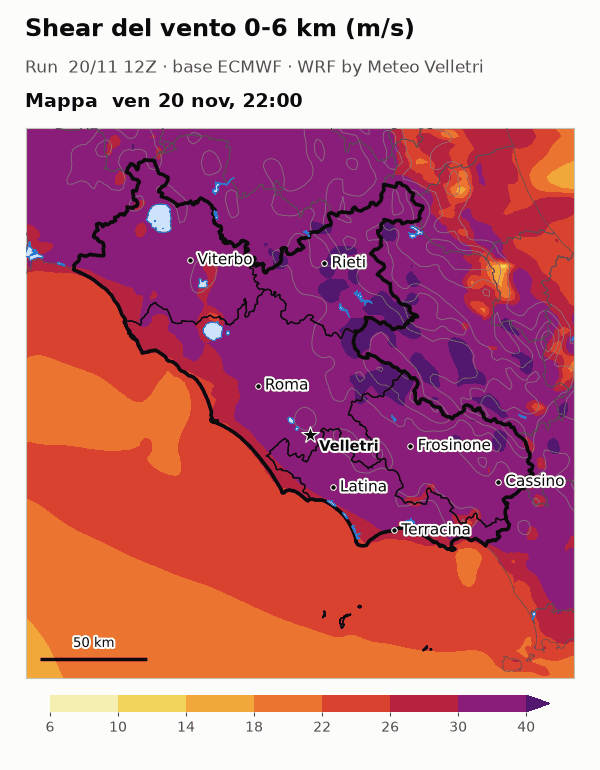 Shear del vento 0-6 km (m/s)
Run 20/11 12Z · base ECMWF · WRF by Meteo Velletri
Mappa ven 20 nov, 22:00
Viterbo
Rieti
Roma
Velletri
Frosinone
Cassino
Latina
Terracina
50 km
6 10 14 18 22 26 30 40